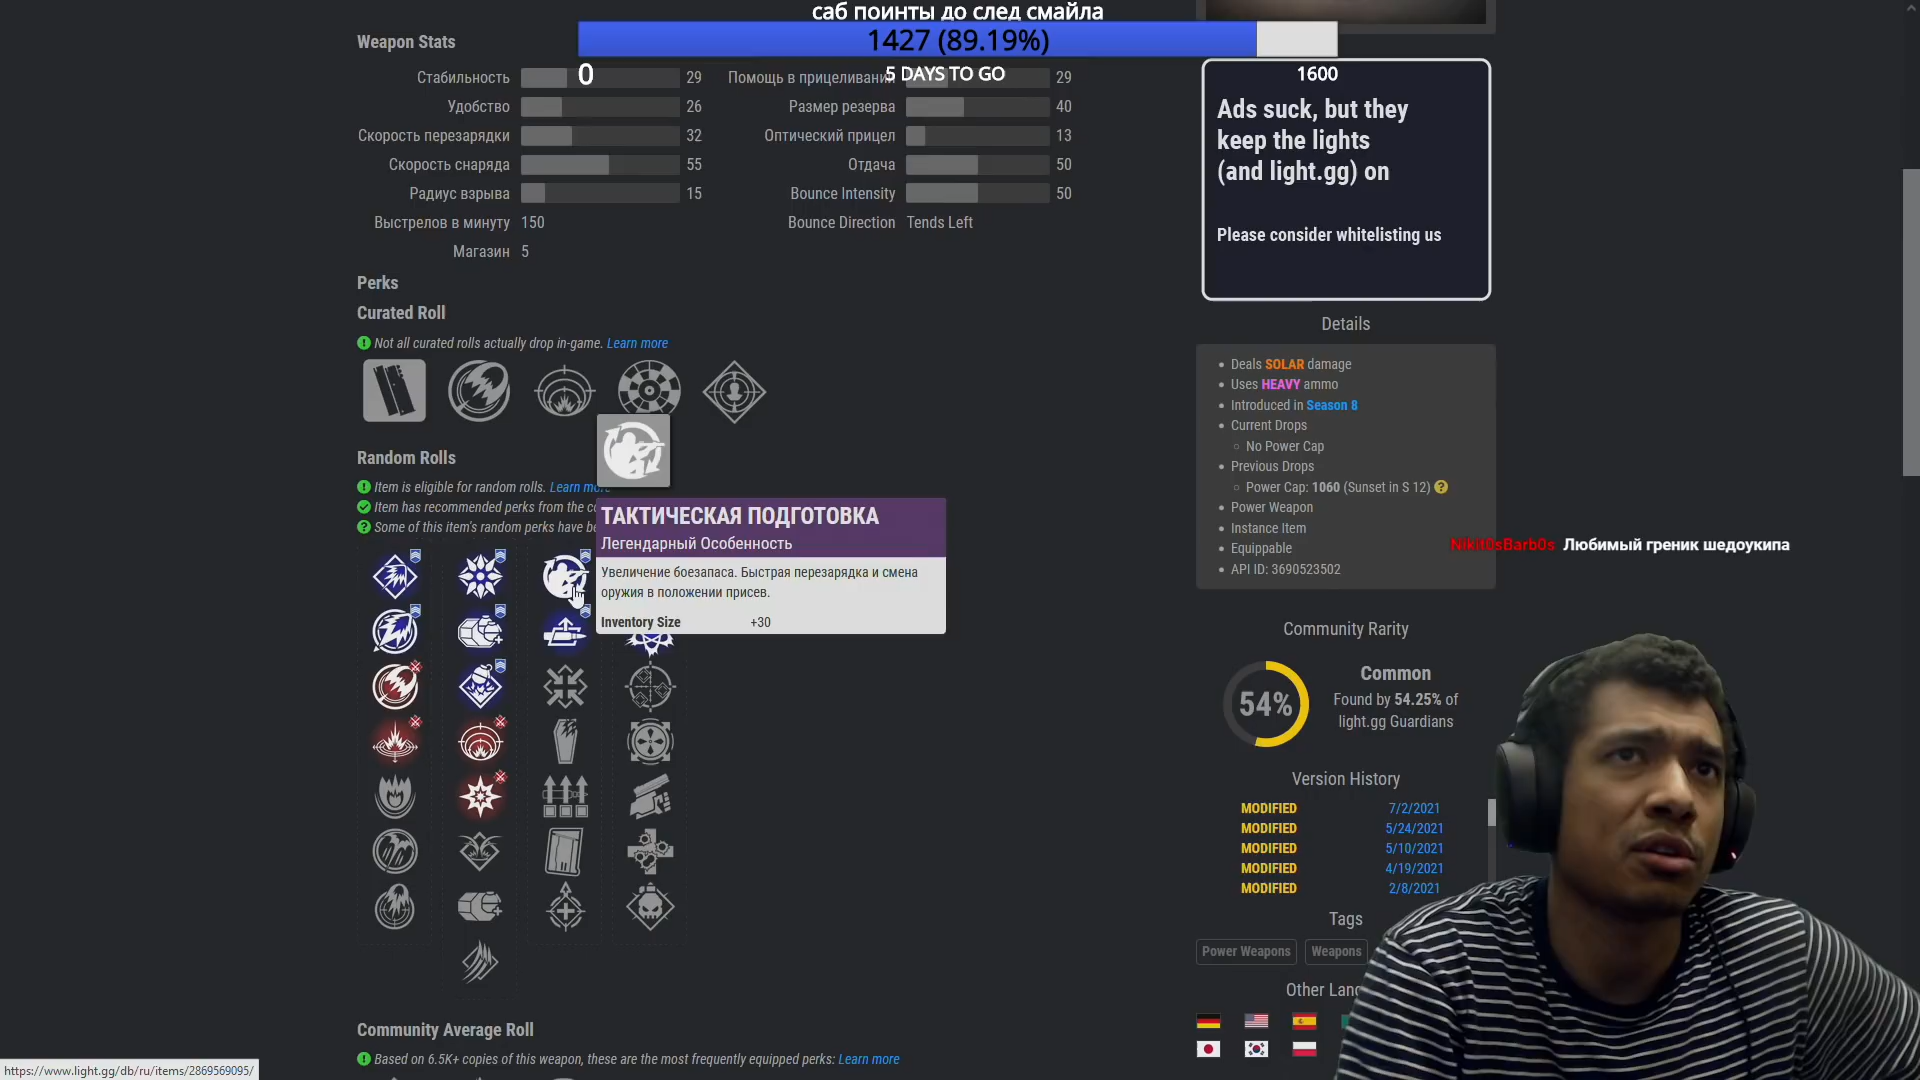 саб поинты до след смайла
1427 (89.19%)
0
5 DAYS TO GO
1600
Weapon Stats
Стабильность 29
Удобство 26
Скорость перезарядки 32
Скорость снаряда 55
Радиус взрыва 15
Выстрелов в минуту 150
Магазин 5
Помощь в прицеливании 29
Размер резерва 40
Оптический прицел 13
Отдача 50
Bounce Intensity 50
Bounce Direction Tends Left
Perks
Curated Roll
Not all curated rolls actually drop in-game. Learn more
Random Rolls
Item is eligible for random rolls. Learn more
Item has recommended perks from the
Some of this item's random perks have
ТАКТИЧЕСКАЯ ПОДГОТОВКА
Легендарный Особенность
Увеличение боезапаса. Быстрая перезарядка и смена
оружия в положении присев.
Inventory Size +30
Community Average Roll
Based on 6.5K+ copies of this weapon, these are the most frequently equipped perks: Learn more
https://www.light.gg/db/ru/items/2869569095/
Ads suck, but they
keep the lights
(and light.gg) on
Please consider whitelisting us
Details
Deals SOLAR damage
Uses HEAVY ammo
Introduced in Season 8
Current Drops
No Power Cap
Previous Drops
Power Cap: 1060 (Sunset in S 12)
Power Weapon
Instance Item
Equippable
API ID: 3690523502
Nikit0sBarb0s Любимый греник шедоукипа
Community Rarity
54%
Common
Found by 54.25% of
light.gg Guardians
Version History
MODIFIED 7/2/2021
MODIFIED 5/24/2021
MODIFIED 5/10/2021
MODIFIED 4/19/2021
MODIFIED 2/8/2021
Tags
Power Weapons
Weapons
Other